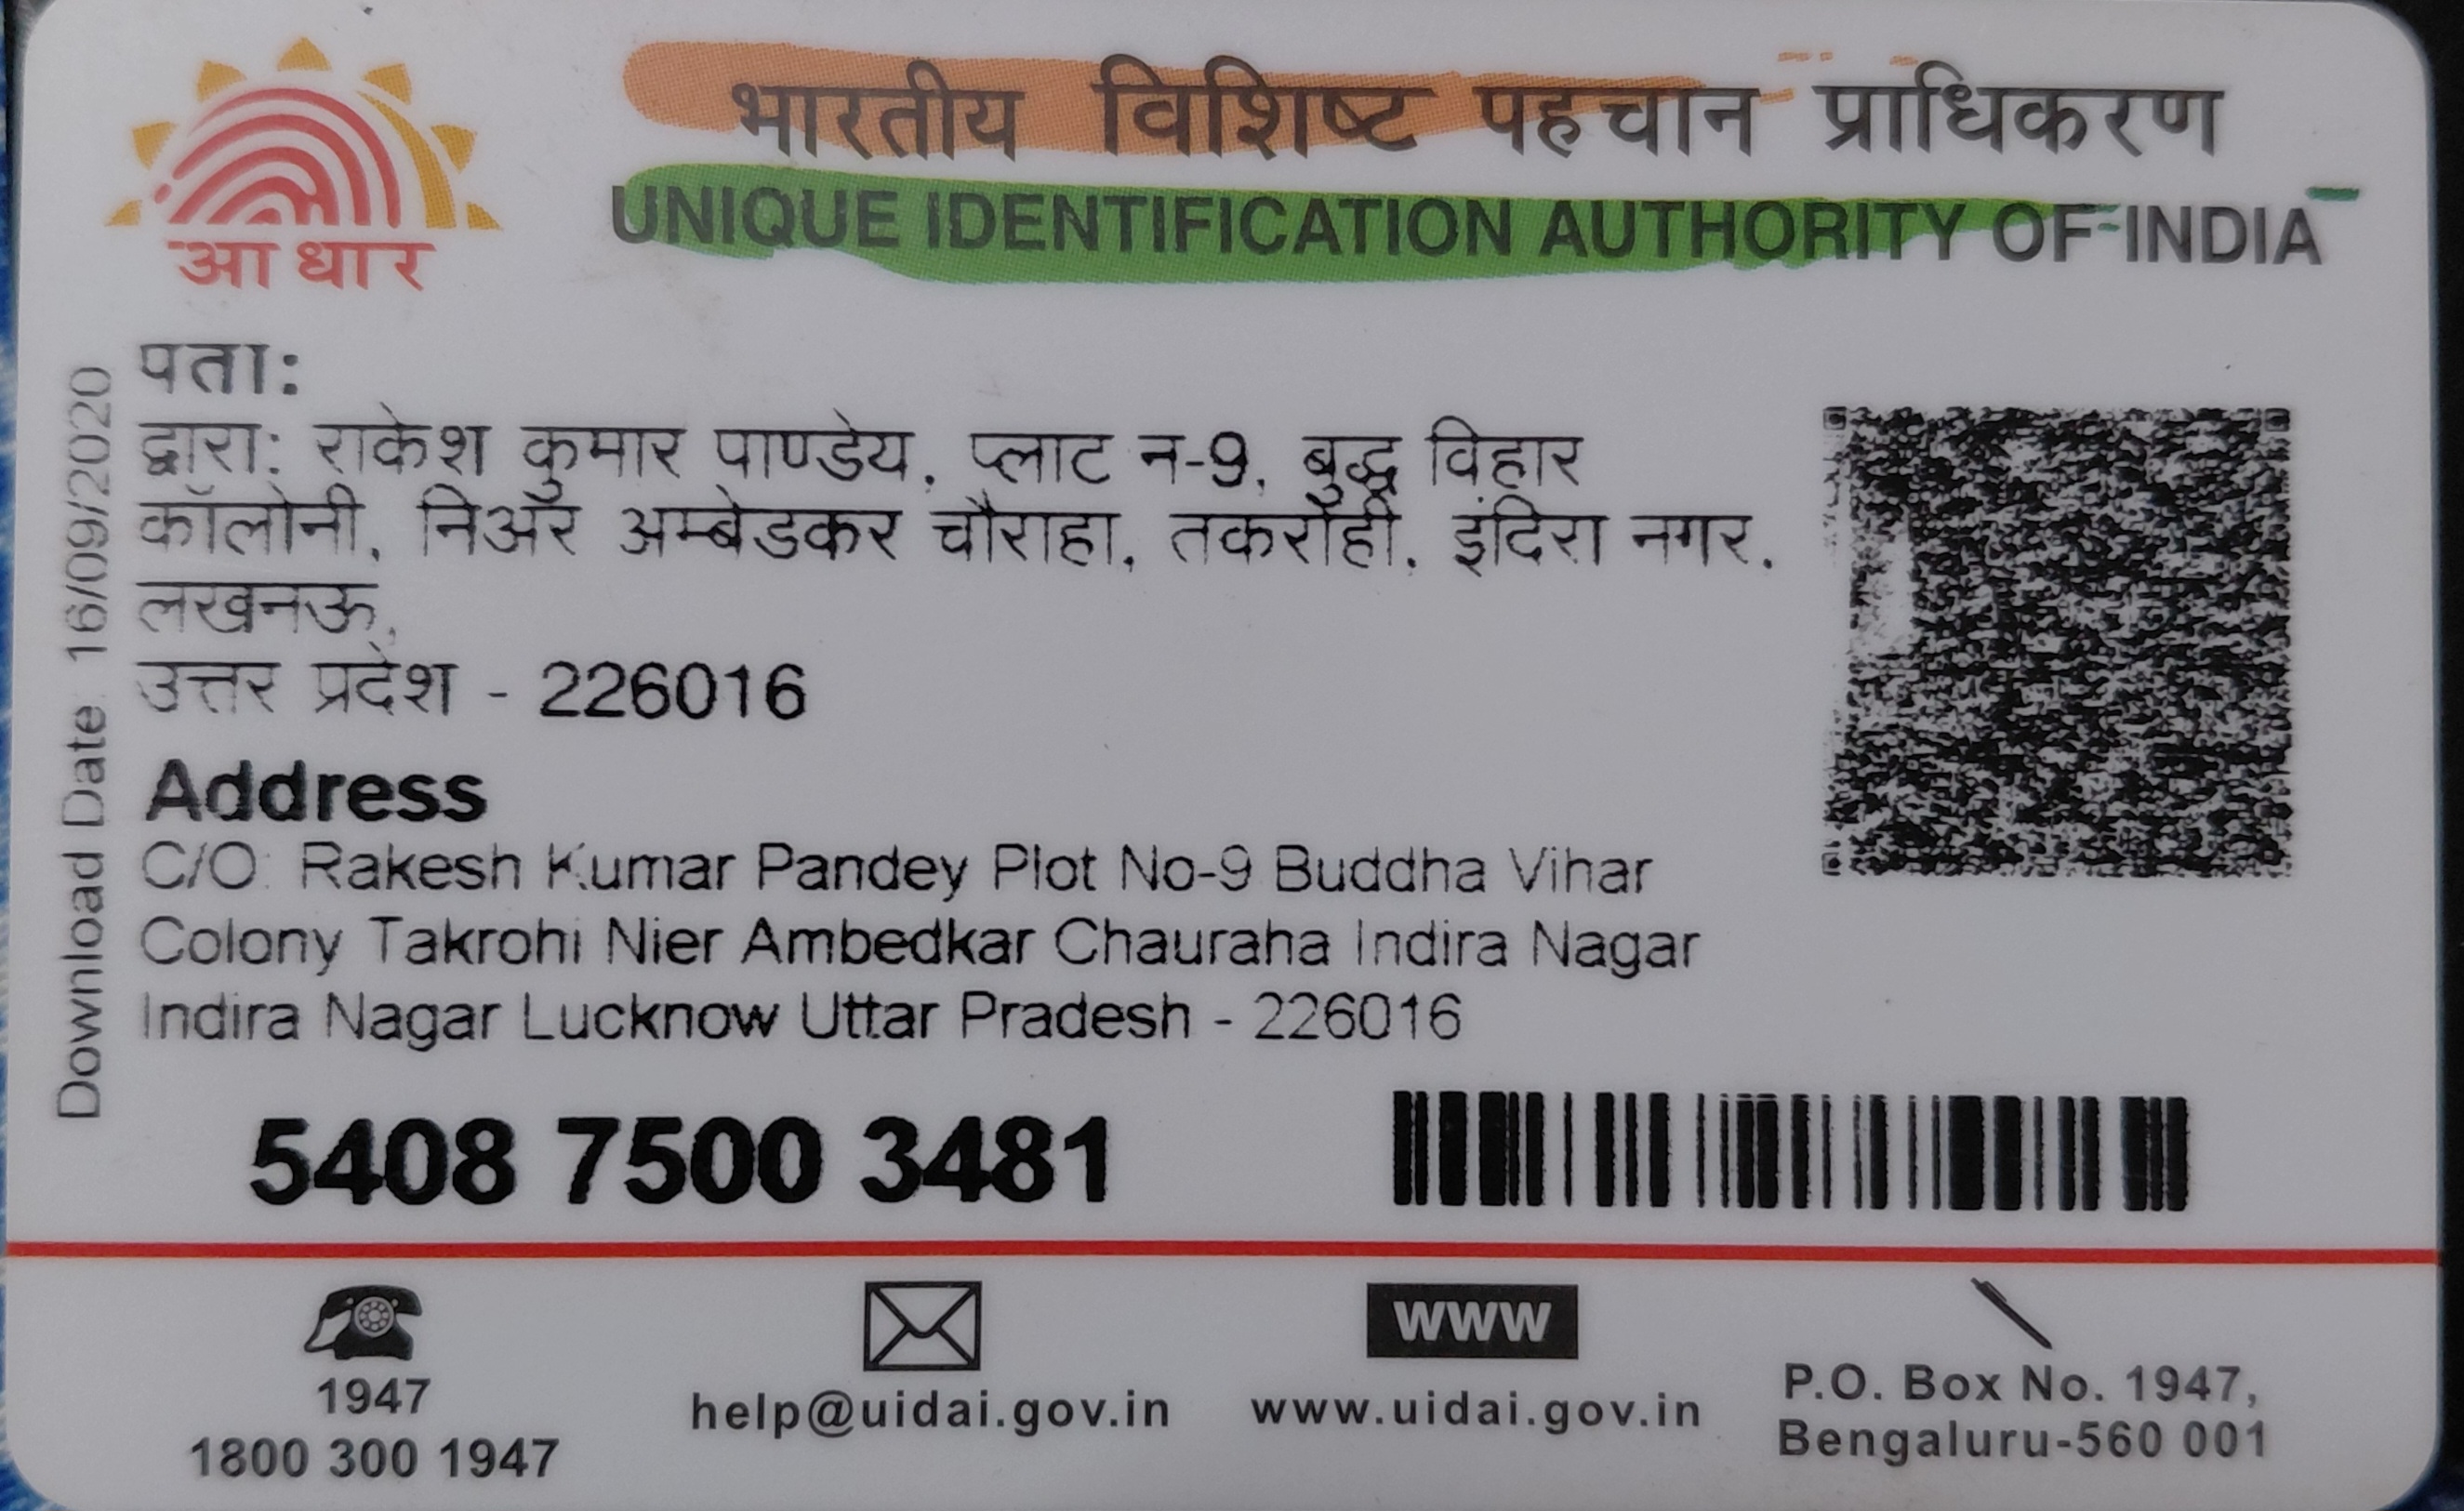 भारतीय विशिष्ट पहचान प्राधिकरण
UNIQUE IDENTIFICATION AUTHORITY OF INDIA
आधार
Download Date: 16/09/2020
पता:
द्वारा: राकेश कुमार पाण्डेय, प्लाट न-9, बुद्ध विहार
कॉलोनी, निअँर अम्बेडकर चौराहा, तकरोही, इंदिरा नगर,
लखनऊ,
उत्तर प्रदेश - 226016
Address
C/O: Rakesh Kumar Pandey Plot No-9 Buddha Vihar
Colony Takrohi Nier Ambedkar Chauraha Indira Nagar
Indira Nagar Lucknow Uttar Pradesh - 226016
5408 7500 3481
1947
1800 300 1947
help@uidai.gov.in
WWW
www.uidai.gov.in
P.O. Box No. 1947,
Bengaluru-560 001